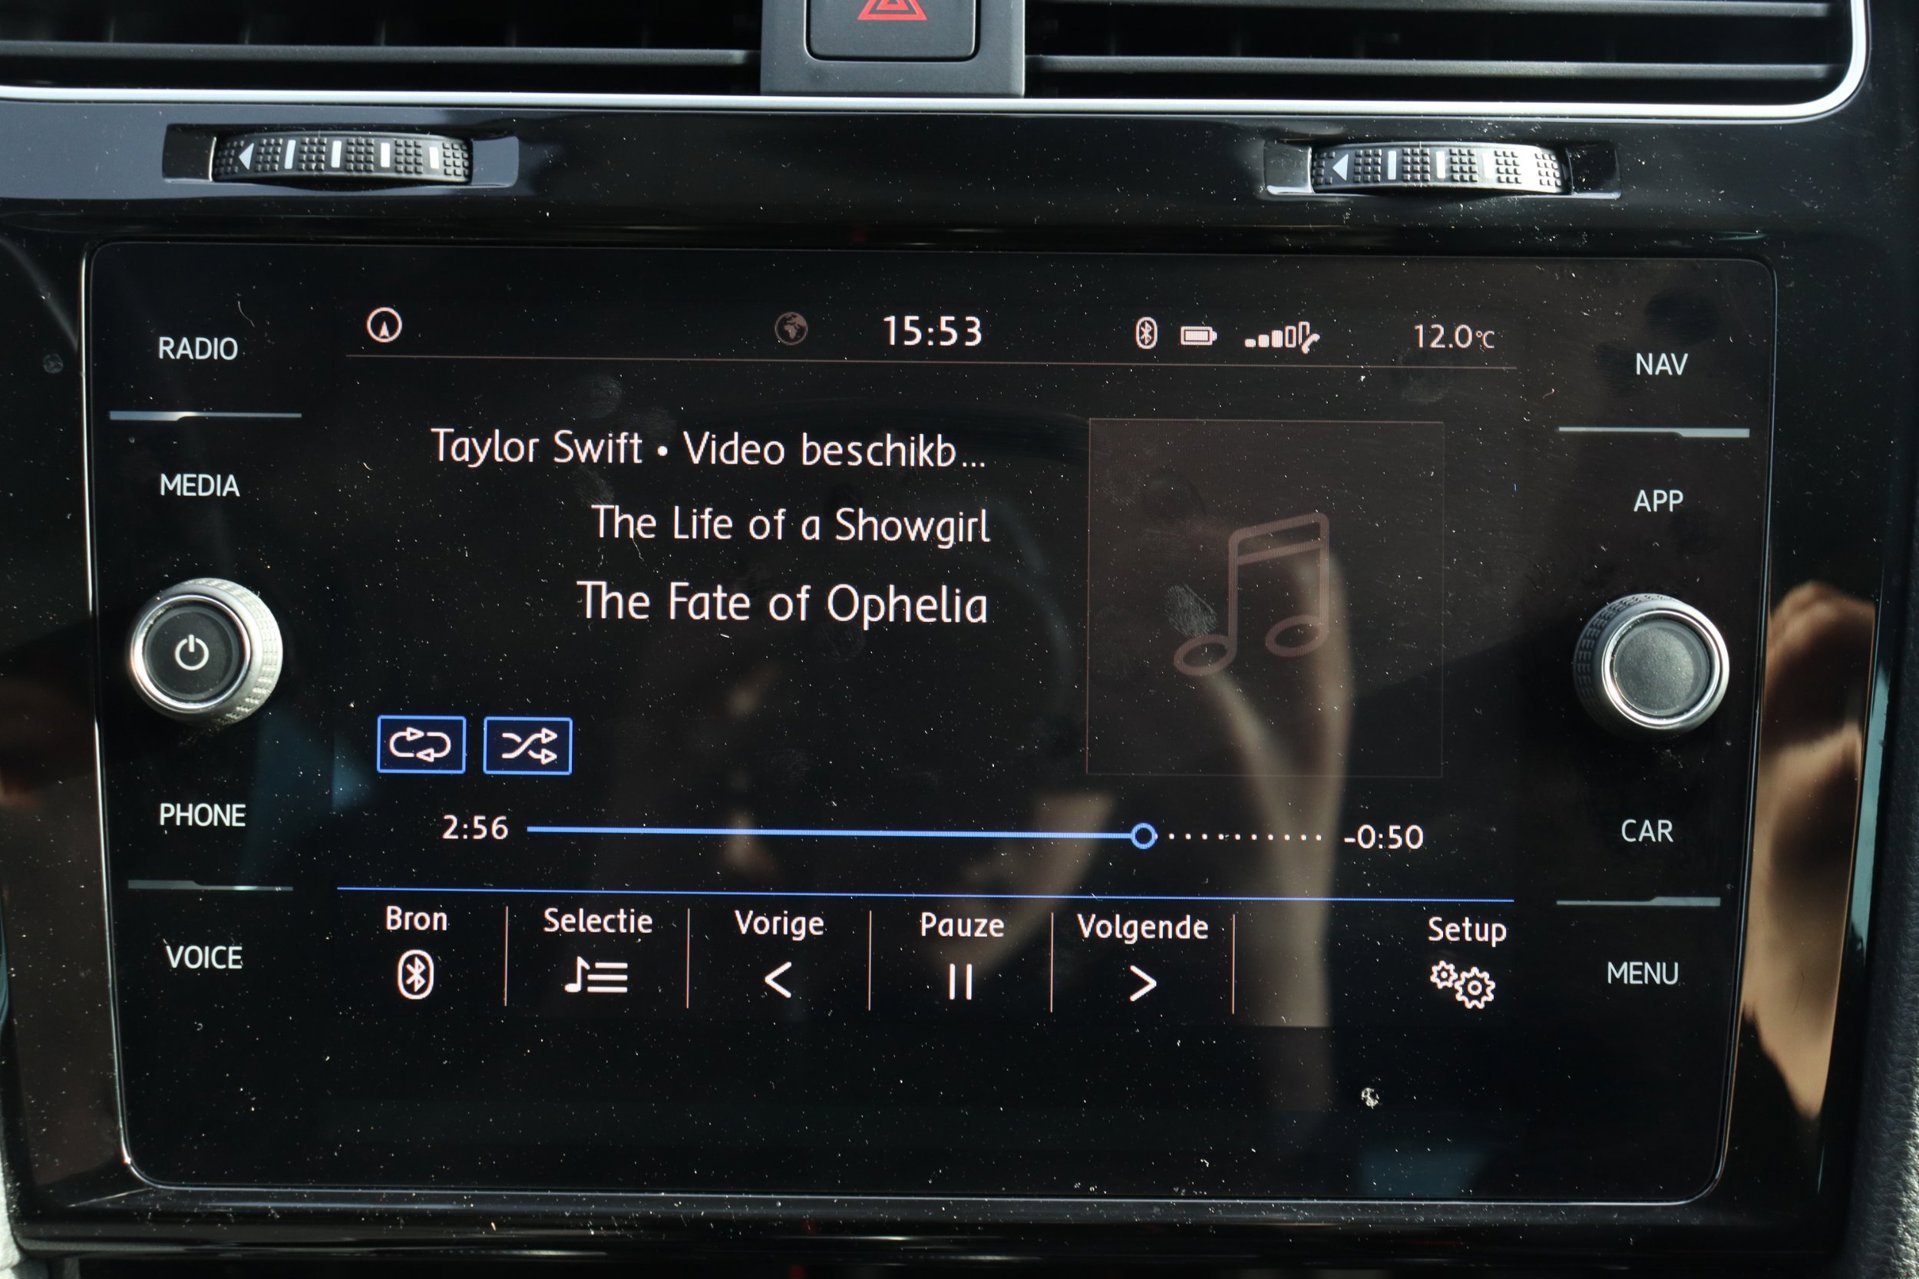 15:53
12.0°C
RADIO
MEDIA
PHONE
VOICE
Taylor Swift • Video beschikb...
The Life of a Showgirl
The Fate of Ophelia
2:56
-0:50
Bron
Selectie
Vorige
Pauze
Volgende
Setup
NAV
APP
CAR
MENU